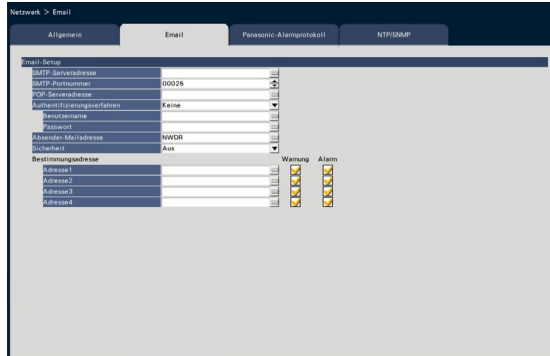 Netzwerk > Email
Allgemein Email Panasonic-Alarmprotokoll NTP/SNMP
Email-Setup
SMTP-Serveradresse
SMTP-Portnummer 00025
POP-Serveradresse
Authentifizierungsverfahren Keine
Benutzername
Passwort
Absender-Mailadresse NWDR
Sicherheit Aus
Bestimmungsadresse Warnung Alarm
Adresse1
Adresse2
Adresse3
Adresse4